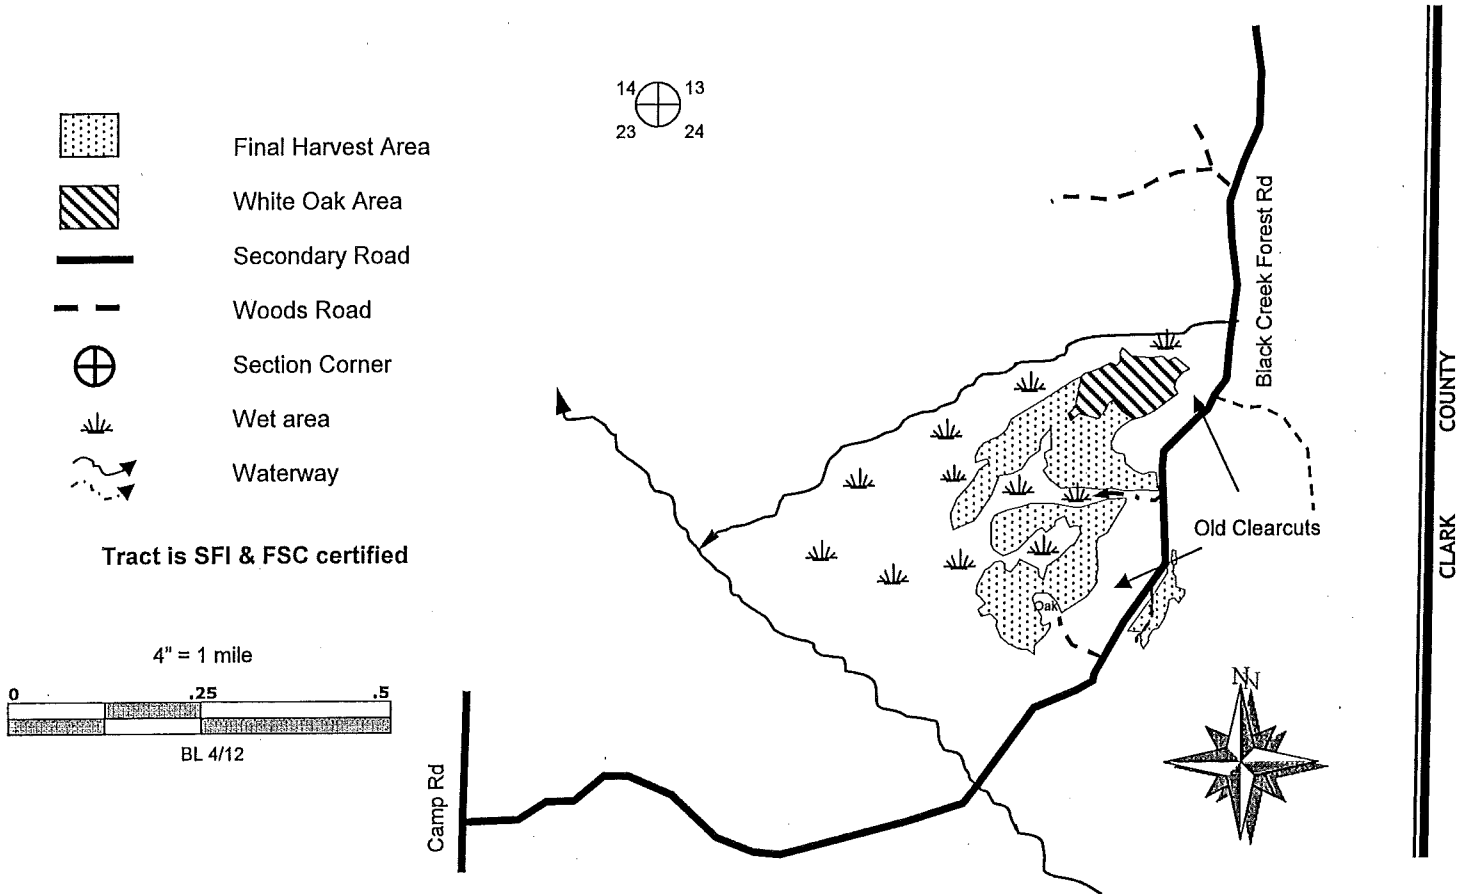 14 13
23 24
Final Harvest Area
White Oak Area
Secondary Road
Woods Road
Section Corner
Wet area
Waterway
Tract is SFI & FSC certified
4" = 1 mile
0 .25 .5
BL 4/12
Camp Rd
Black Creek Forest Rd
Old Clearcuts
Oak
CLARK COUNTY
N N